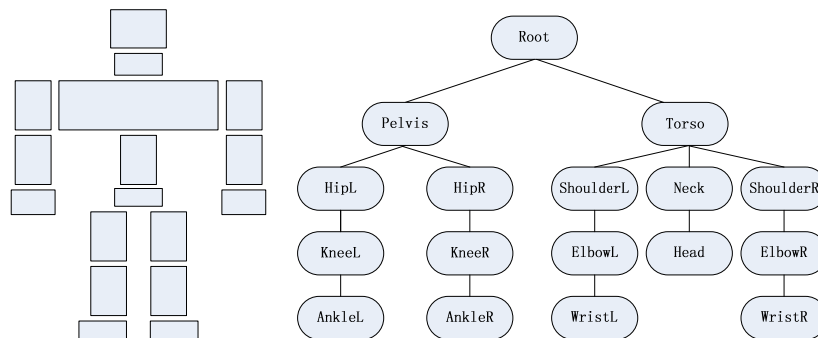 Root
Pelvis Torso
HipL HipR ShoulderL Neck ShoulderR
KneeL KneeR ElbowL Head ElbowR
AnkleL AnkleR WristL WristR